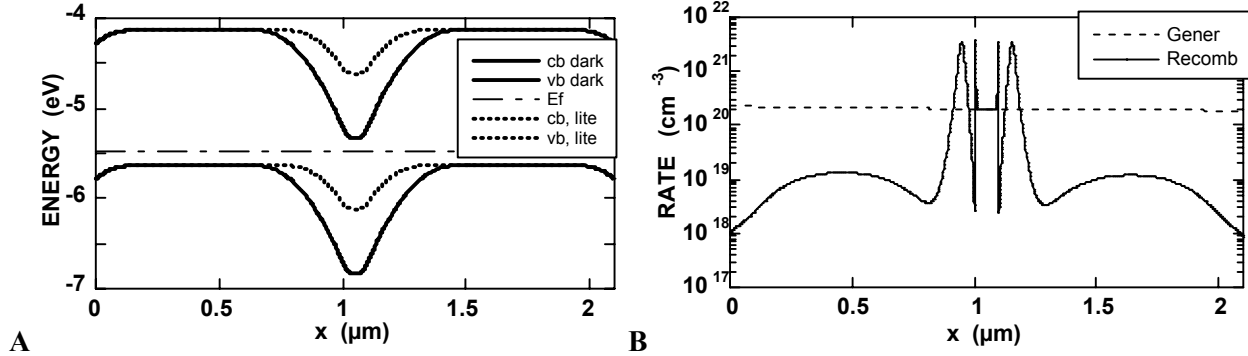 -4
-5
-6
-7
ENERGY (eV)
0
0.5
1
1.5
2
x (µm)
cb dark
vb dark
Ef
cb, lite
vb, lite
A
10 22
10 21
10 20
10 19
10 18
10 17
RATE (cm -3)
0
0.5
1
1.5
2
x (µm)
Gener
Recomb
B